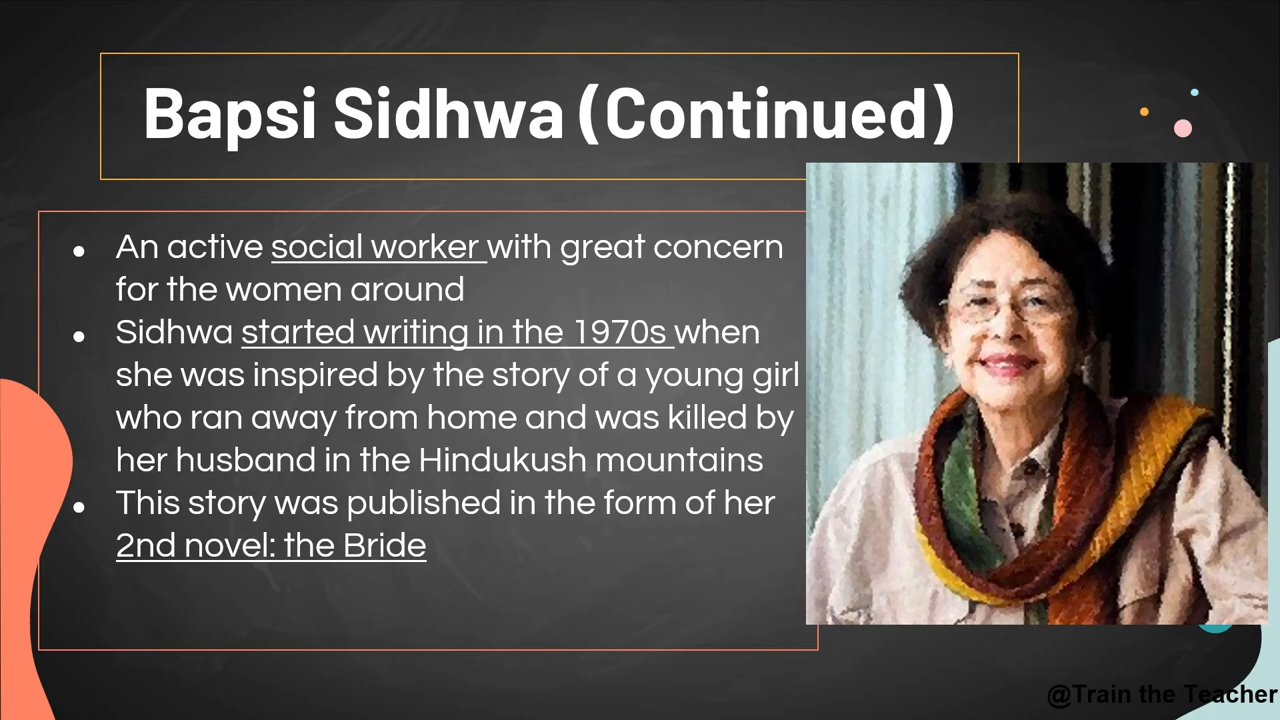 Bapsi Sidhwa (Continued)
● An active social worker with great concern
for the women around
● Sidhwa started writing in the 1970s when
she was inspired by the story of a young girl
who ran away from home and was killed by
her husband in the Hindukush mountains
● This story was published in the form of her
2nd novel: the Bride
@Train the Teacher